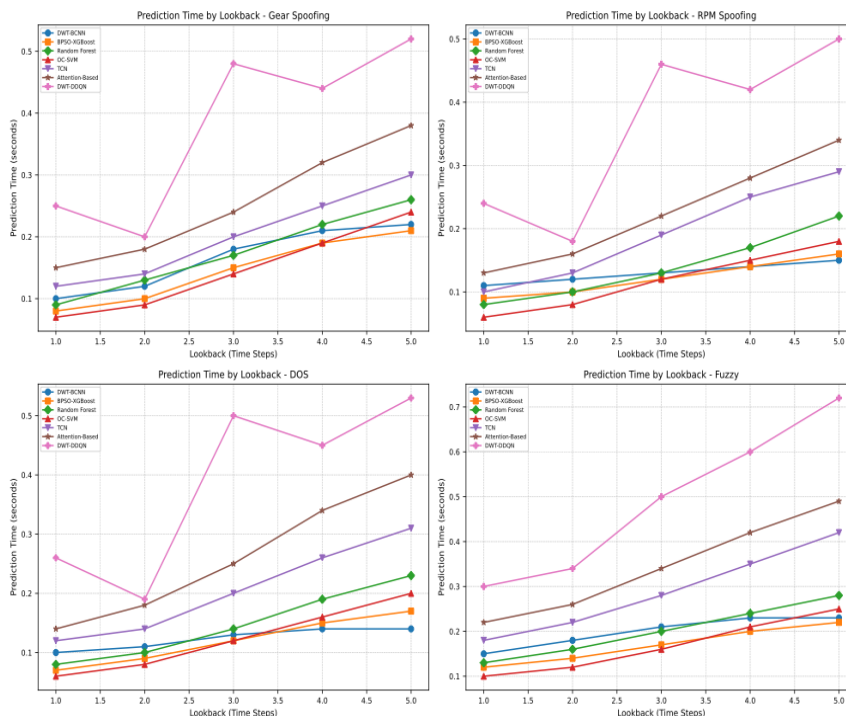 Prediction Time by Lookback - Gear Spoofing
DWT-BCNN
BPSO-XGBoost
Random Forest
OC-SVM
TCN
Attention-Based
DWT-DDQN
Prediction Time (seconds)
0.5
0.4
0.3
0.2
0.1
1.0 1.5 2.0 2.5 3.0 3.5 4.0 4.5 5.0
Lookback (Time Steps)
Prediction Time by Lookback - RPM Spoofing
DWT-BCNN
BPSO-XGBoost
Random Forest
OC-SVM
TCN
Attention-Based
DWT-DDQN
Prediction Time (seconds)
0.5
0.4
0.3
0.2
0.1
1.0 1.5 2.0 2.5 3.0 3.5 4.0 4.5 5.0
Lookback (Time Steps)
Prediction Time by Lookback - DOS
DWT-BCNN
BPSO-XGBoost
Random Forest
OC-SVM
TCN
Attention-Based
DWT-DDQN
Prediction Time (seconds)
0.5
0.4
0.3
0.2
0.1
1.0 1.5 2.0 2.5 3.0 3.5 4.0 4.5 5.0
Lookback (Time Steps)
Prediction Time by Lookback - Fuzzy
DWT-BCNN
BPSO-XGBoost
Random Forest
OC-SVM
TCN
Attention-Based
DWT-DDQN
Prediction Time (seconds)
0.7
0.6
0.5
0.4
0.3
0.2
0.1
1.0 1.5 2.0 2.5 3.0 3.5 4.0 4.5 5.0
Lookback (Time Steps)